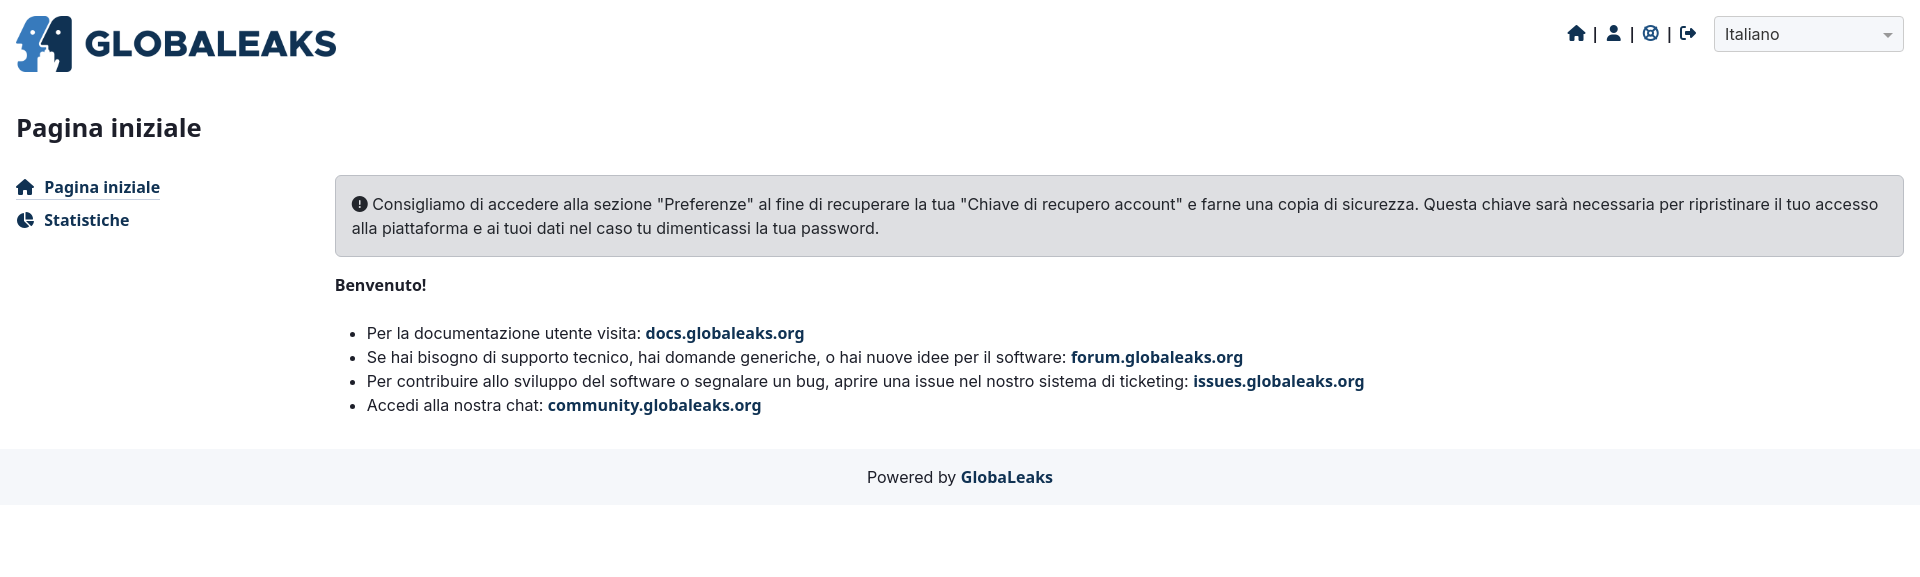 GLOBALEAKS
| | | Italiano
Pagina iniziale
Pagina iniziale
Statistiche
Consigliamo di accedere alla sezione "Preferenze" al fine di recuperare la tua "Chiave di recupero account" e farne una copia di sicurezza. Questa chiave sarà necessaria per ripristinare il tuo accesso
alla piattaforma e ai tuoi dati nel caso tu dimenticassi la tua password.
Benvenuto!
• Per la documentazione utente visita: docs.globaleaks.org
• Se hai bisogno di supporto tecnico, hai domande generiche, o hai nuove idee per il software: forum.globaleaks.org
• Per contribuire allo sviluppo del software o segnalare un bug, aprire una issue nel nostro sistema di ticketing: issues.globaleaks.org
• Accedi alla nostra chat: community.globaleaks.org
Powered by GlobaLeaks